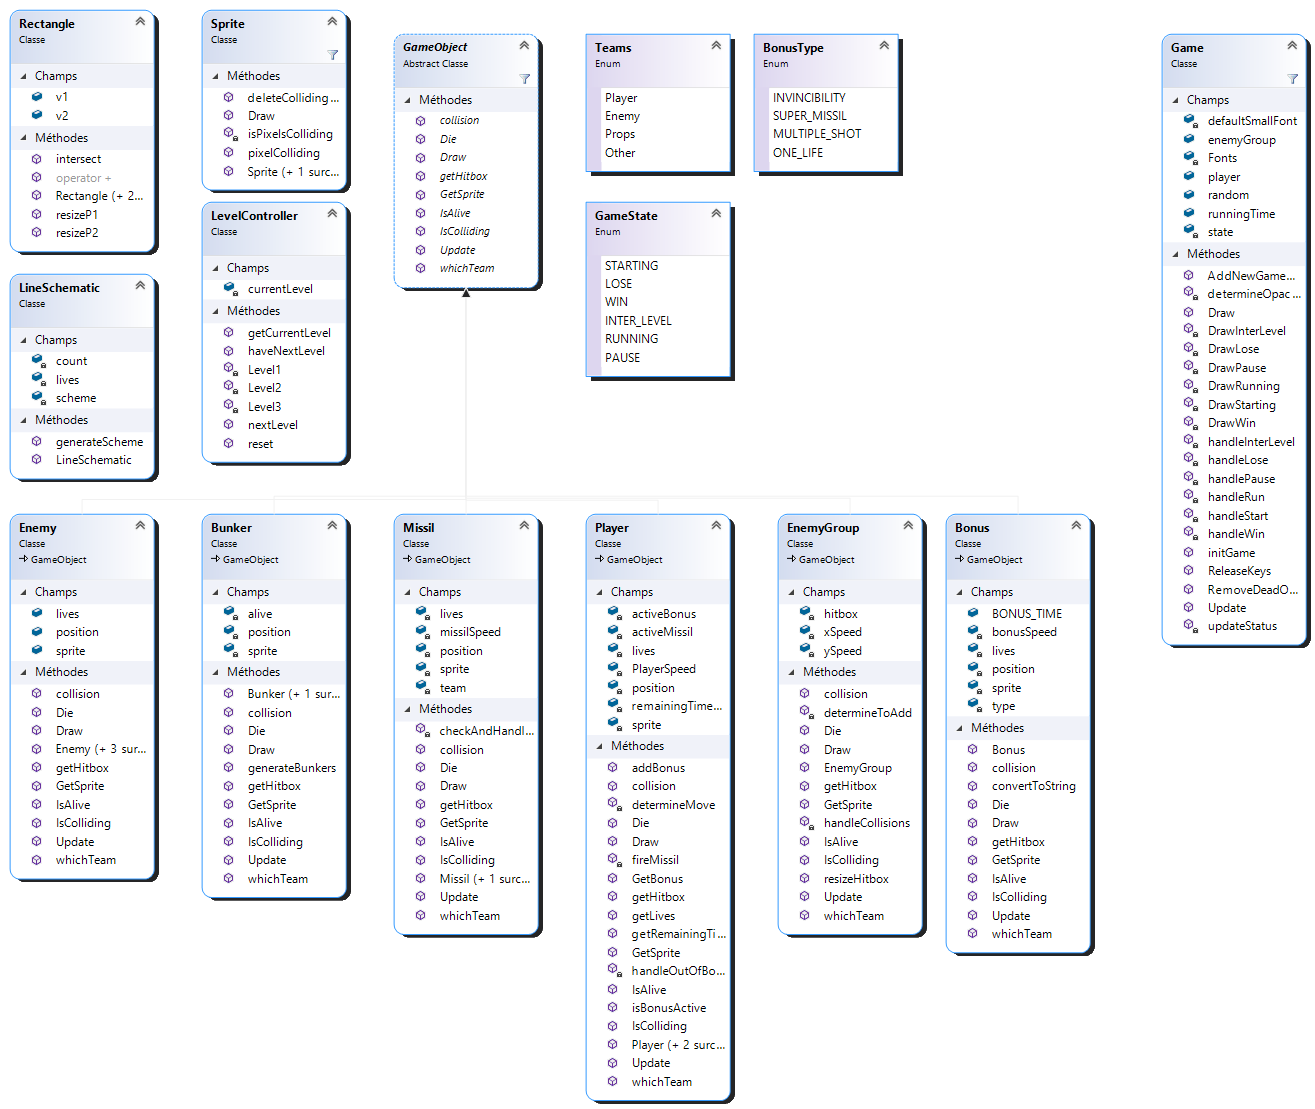 Rectangle
Classe
Champs
v1
v2
Méthodes
intersect
operator +
Rectangle (+ 2...
resizeP1
resizeP2
LineSchematic
Classe
Champs
count
lives
scheme
Méthodes
generateScheme
LineSchematic
Sprite
Classe
Méthodes
deleteColliding...
Draw
isPixelsColliding
pixelColliding
Sprite (+ 1 surc...
LevelController
Classe
Champs
currentLevel
Méthodes
getCurrentLevel
haveNextLevel
Level1
Level2
Level3
nextLevel
reset
GameObject
Abstract Classe
Méthodes
collision
Die
Draw
getHitbox
GetSprite
IsAlive
IsColliding
Update
whichTeam
Teams
Enum
Player
Enemy
Props
Other
GameState
Enum
STARTING
LOSE
WIN
INTER_LEVEL
RUNNING
PAUSE
BonusType
Enum
INVINCIBILITY
SUPER_MISSIL
MULTIPLE_SHOT
ONE_LIFE
Game
Classe
Champs
defaultSmallFont
enemyGroup
Fonts
player
random
runningTime
state
Méthodes
AddNewGame...
determineOpac...
Draw
DrawInterLevel
DrawLose
DrawPause
DrawRunning
DrawStarting
DrawWin
handleInterLevel
handleLose
handlePause
handleRun
handleStart
handleWin
initGame
ReleaseKeys
RemoveDeadO...
Update
updateStatus
Enemy
Classe
GameObject
Champs
lives
position
sprite
Méthodes
collision
Die
Draw
Enemy (+ 3 sur...
getHitbox
GetSprite
IsAlive
IsColliding
Update
whichTeam
Bunker
Classe
GameObject
Champs
alive
position
sprite
Méthodes
Bunker (+ 1 sur...
collision
Die
Draw
generateBunkers
getHitbox
GetSprite
IsAlive
IsColliding
Update
whichTeam
Missil
Classe
GameObject
Champs
lives
missilSpeed
position
sprite
team
Méthodes
checkAndHandl...
collision
Die
Draw
getHitbox
GetSprite
IsAlive
IsColliding
Missil (+ 1 surc...
Update
whichTeam
Player
Classe
GameObject
Champs
activeBonus
activeMissil
lives
PlayerSpeed
position
remainingTime...
sprite
Méthodes
addBonus
collision
determineMove
Die
Draw
fireMissil
GetBonus
getHitbox
getLives
getRemainingTi...
GetSprite
handleOutOfBo...
IsAlive
isBonusActive
IsColliding
Player (+ 2 surc...
Update
whichTeam
EnemyGroup
Classe
GameObject
Champs
hitbox
xSpeed
ySpeed
Méthodes
collision
determineToAdd
Die
Draw
EnemyGroup
getHitbox
GetSprite
handleCollisions
IsAlive
IsColliding
resizeHitbox
Update
whichTeam
Bonus
Classe
GameObject
Champs
BONUS_TIME
bonusSpeed
lives
position
sprite
type
Méthodes
Bonus
collision
convertToString
Die
Draw
getHitbox
GetSprite
IsAlive
IsColliding
Update
whichTeam